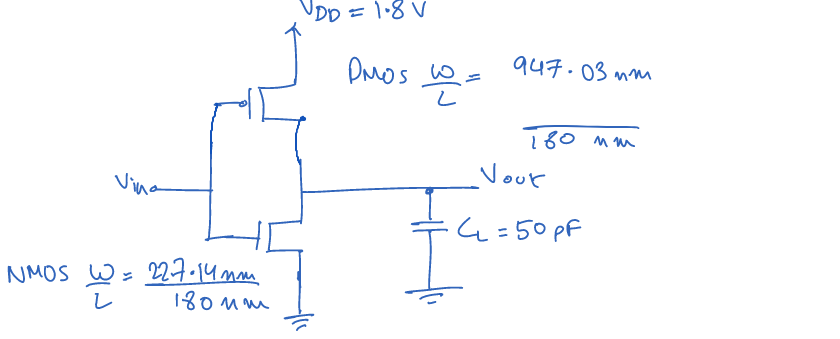 VDD = 1.8 V
PMOS W/L = 947.03 nm / 180 nm
Vin
Vout
CL = 50 pF
NMOS W/L = 227.14 nm / 180 nm